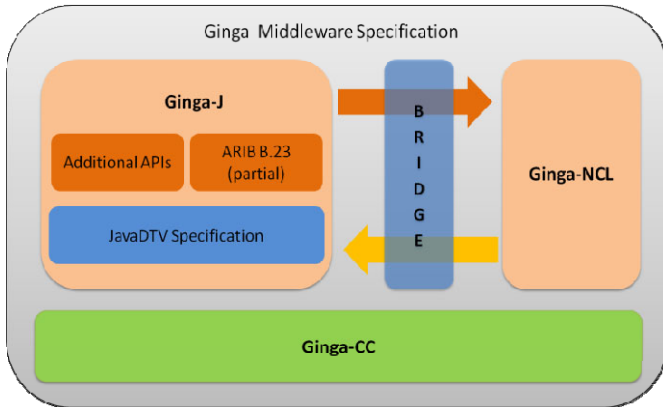 Ginga Middleware Specification
Ginga-J
Additional APIs
ARIB B.23
(partial)
JavaDTV Specification
B
R
I
D
G
E
Ginga-NCL
Ginga-CC